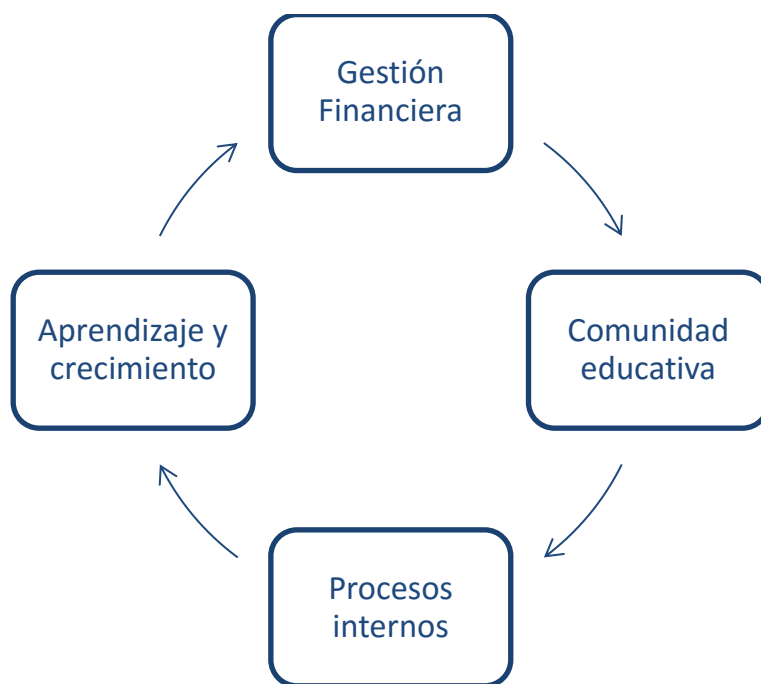 Gestión
Financiera
Comunidad
educativa
Procesos
internos
Aprendizaje y
crecimiento